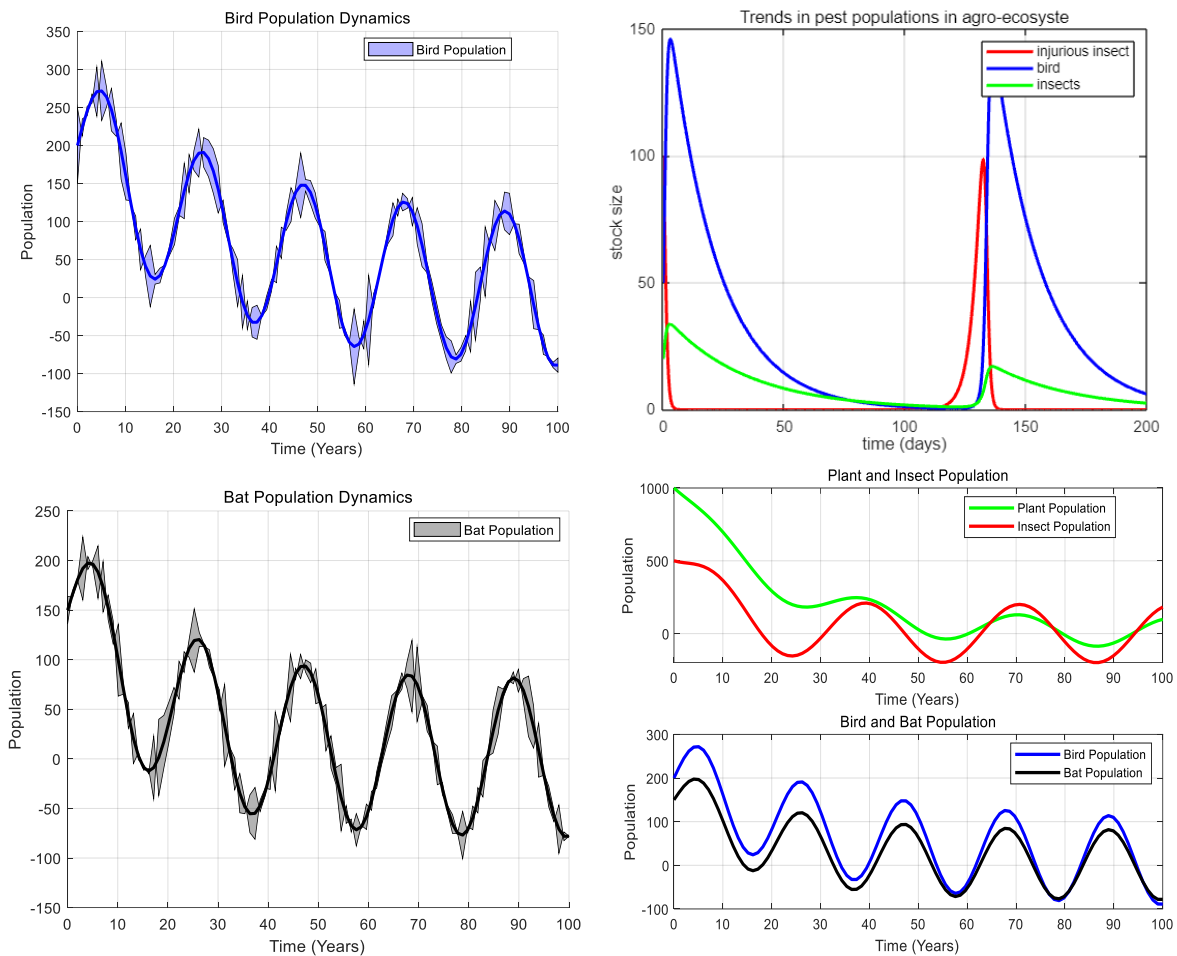 Bird Population Dynamics
Bird Population
350
300
250
200
150
100
50
0
-50
-100
-150
Population
0 10 20 30 40 50 60 70 80 90 100
Time (Years)
Trends in pest populations in agro-ecosyste
injurious insect
bird
insects
150
100
50
0
stock size
0 50 100 150 200
time (days)
Bat Population Dynamics
Bat Population
250
200
150
100
50
0
-50
-100
-150
Population
0 10 20 30 40 50 60 70 80 90 100
Time (Years)
Plant and Insect Population
Plant Population
Insect Population
1000
500
0
Population
0 10 20 30 40 50 60 70 80 90 100
Time (Years)
Bird and Bat Population
Bird Population
Bat Population
300
200
100
0
-100
Population
0 10 20 30 40 50 60 70 80 90 100
Time (Years)